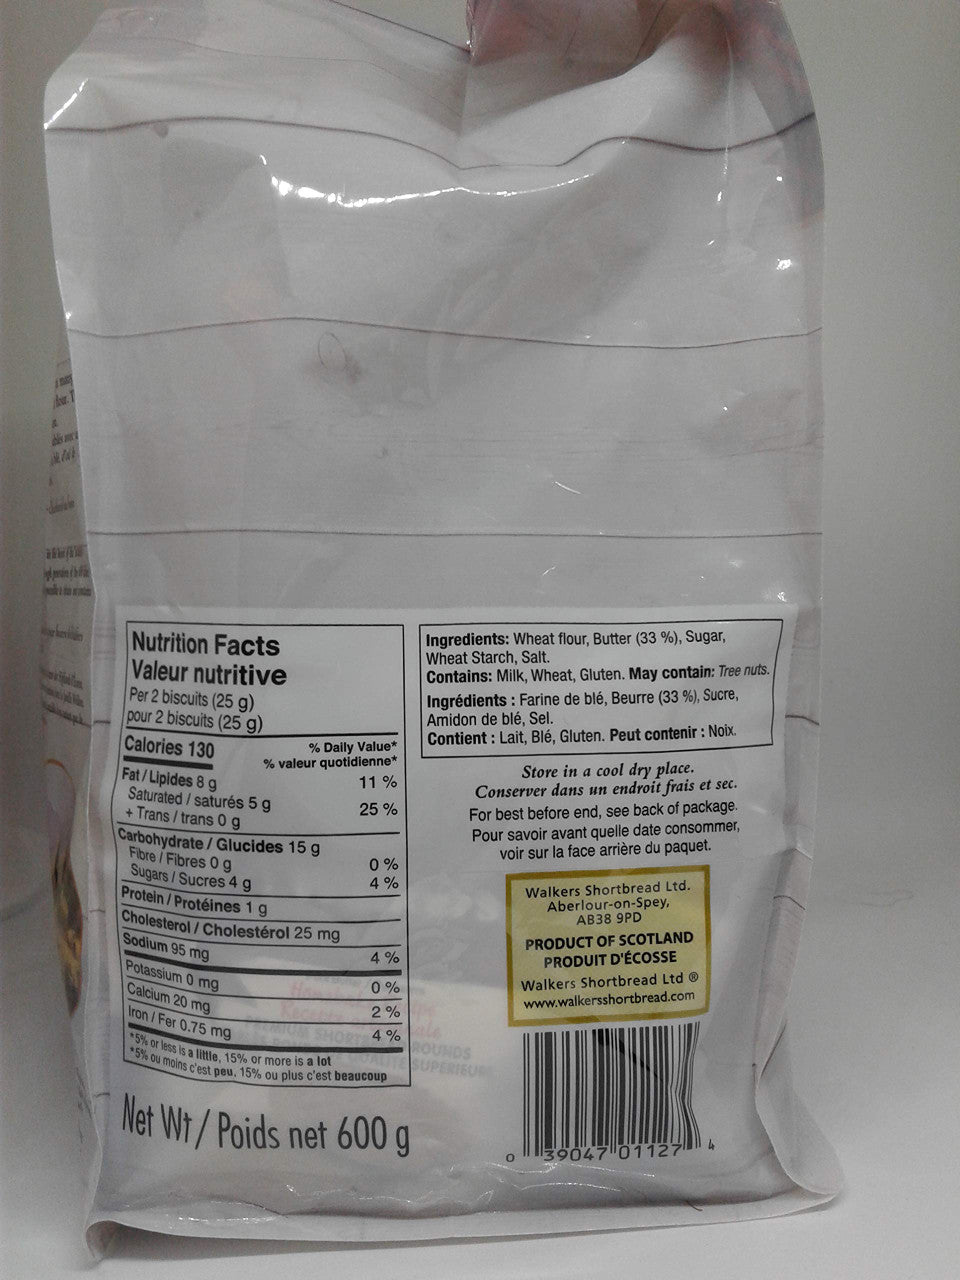 Nutrition Facts
Valeur nutritive
Per 2 biscuits (25 g)
pour 2 biscuits (25 g)
Calories 130
% Daily Value*
% valeur quotidienne*
Fat / Lipides 8 g 11 %
Saturated / saturés 5 g 25 %
+ Trans / trans 0 g
Carbohydrate / Glucides 15 g
Fibre / Fibres 0 g 0 %
Sugars / Sucres 4 g 4 %
Protein / Protéines 1 g
Cholesterol / Cholestérol 25 mg
Sodium 95 mg 4 %
Potassium 0 mg 0 %
Calcium 20 mg 2 %
Iron / Fer 0.75 mg 4 %
*5% or less is a little, 15% or more is a lot
*5% ou moins c'est peu, 15% ou plus c'est beaucoup
Net Wt / Poids net 600 g
Ingredients: Wheat flour, Butter (33 %), Sugar,
Wheat Starch, Salt.
Contains: Milk, Wheat, Gluten. May contain: Tree nuts.
Ingrédients : Farine de blé, Beurre (33 %), Sucre,
Amidon de blé, Sel.
Contient : Lait, Blé, Gluten. Peut contenir : Noix.
Store in a cool dry place.
Conserver dans un endroit frais et sec.
For best before end, see back of package.
Pour savoir avant quelle date consommer,
voir sur la face arrière du paquet.
Walkers Shortbread Ltd.
Aberlour-on-Spey,
AB38 9PD
PRODUCT OF SCOTLAND
PRODUIT D'ÉCOSSE
Walkers Shortbread Ltd ®
www.walkersshortbread.com
0 39047 01127 4